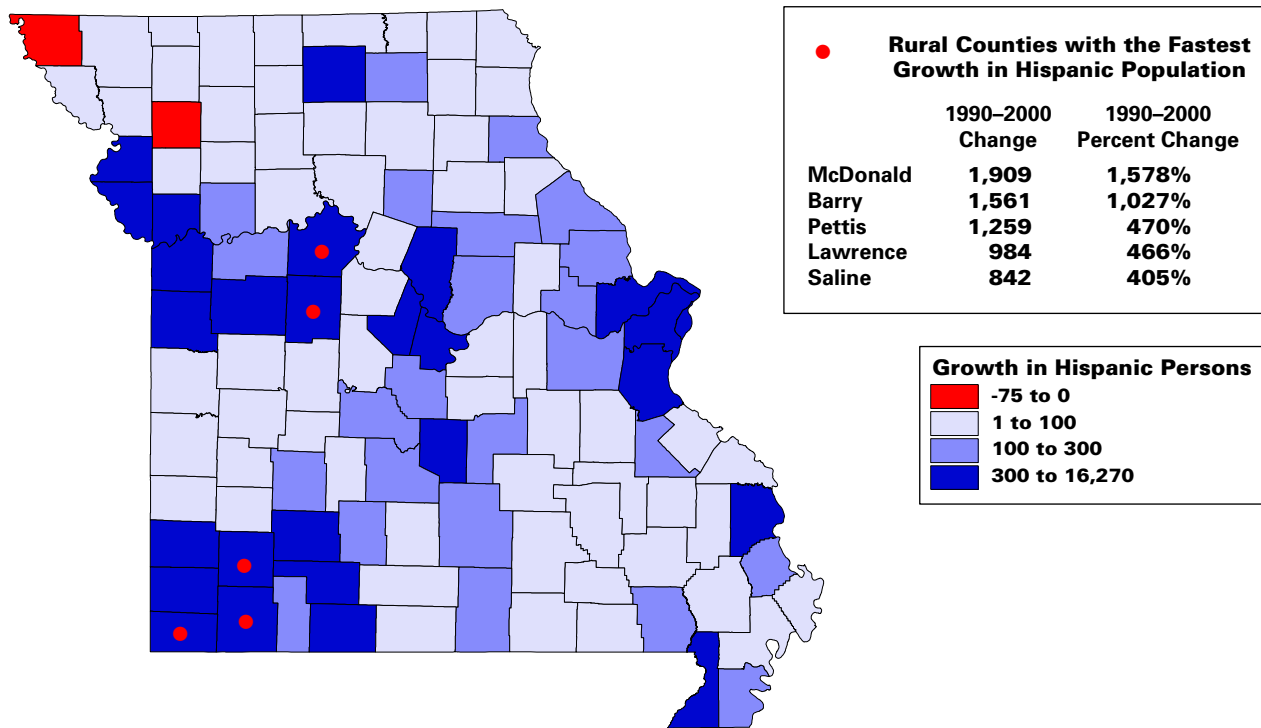 Rural Counties with the Fastest
Growth in Hispanic Population
1990–2000 1990–2000
Change Percent Change
McDonald 1,909 1,578%
Barry 1,561 1,027%
Pettis 1,259 470%
Lawrence 984 466%
Saline 842 405%
Growth in Hispanic Persons
-75 to 0
1 to 100
100 to 300
300 to 16,270